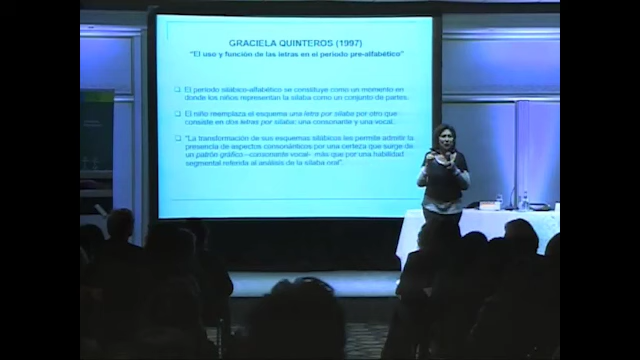 GRACIELA QUINTEROS (1997)
"El uso y función de las letras en el periodo pre-alfabético"
El periodo silábico-alfabético se constituye como un momento en
donde los niños representan la sílaba como un conjunto de partes.
El niño reemplaza el esquema una letra por sílaba por otro que
consiste en dos letras por sílaba: una consonante y una vocal.
"La transformación de sus esquemas silábicos les permite admitir la
presencia de aspectos consonánticos por una certeza que surge de
un patrón gráfico –consonante vocal- más que por una habilidad
segmental referida al análisis de la sílaba oral".